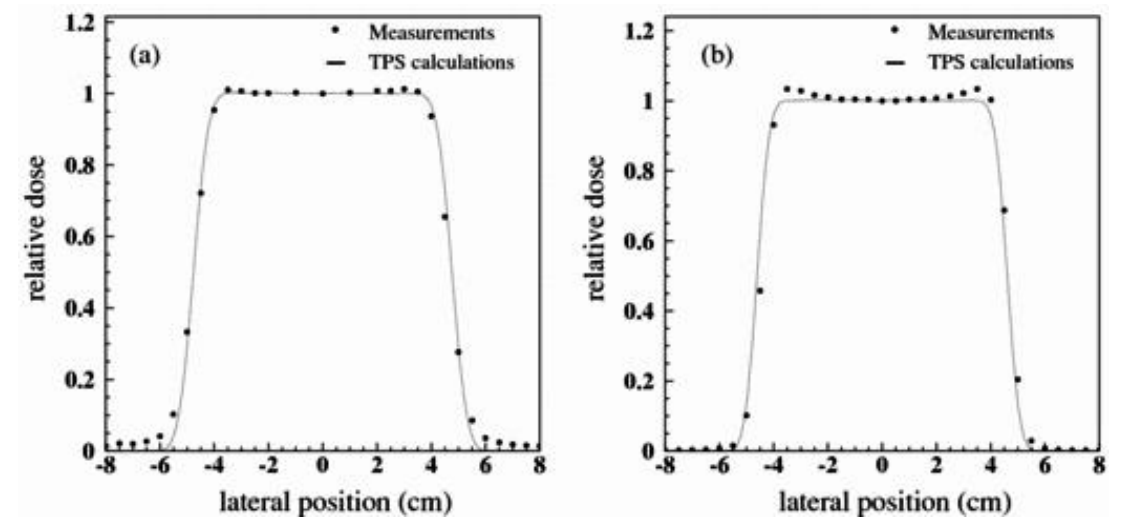 1.2
(a)
Measurements
TPS calculations
1
0.8
0.6
0.4
0.2
0
relative dose
-8 -6 -4 -2 0 2 4 6 8
lateral position (cm)
1.2
(b)
Measurements
TPS calculations
1
0.8
0.6
0.4
0.2
0
relative dose
-8 -6 -4 -2 0 2 4 6 8
lateral position (cm)